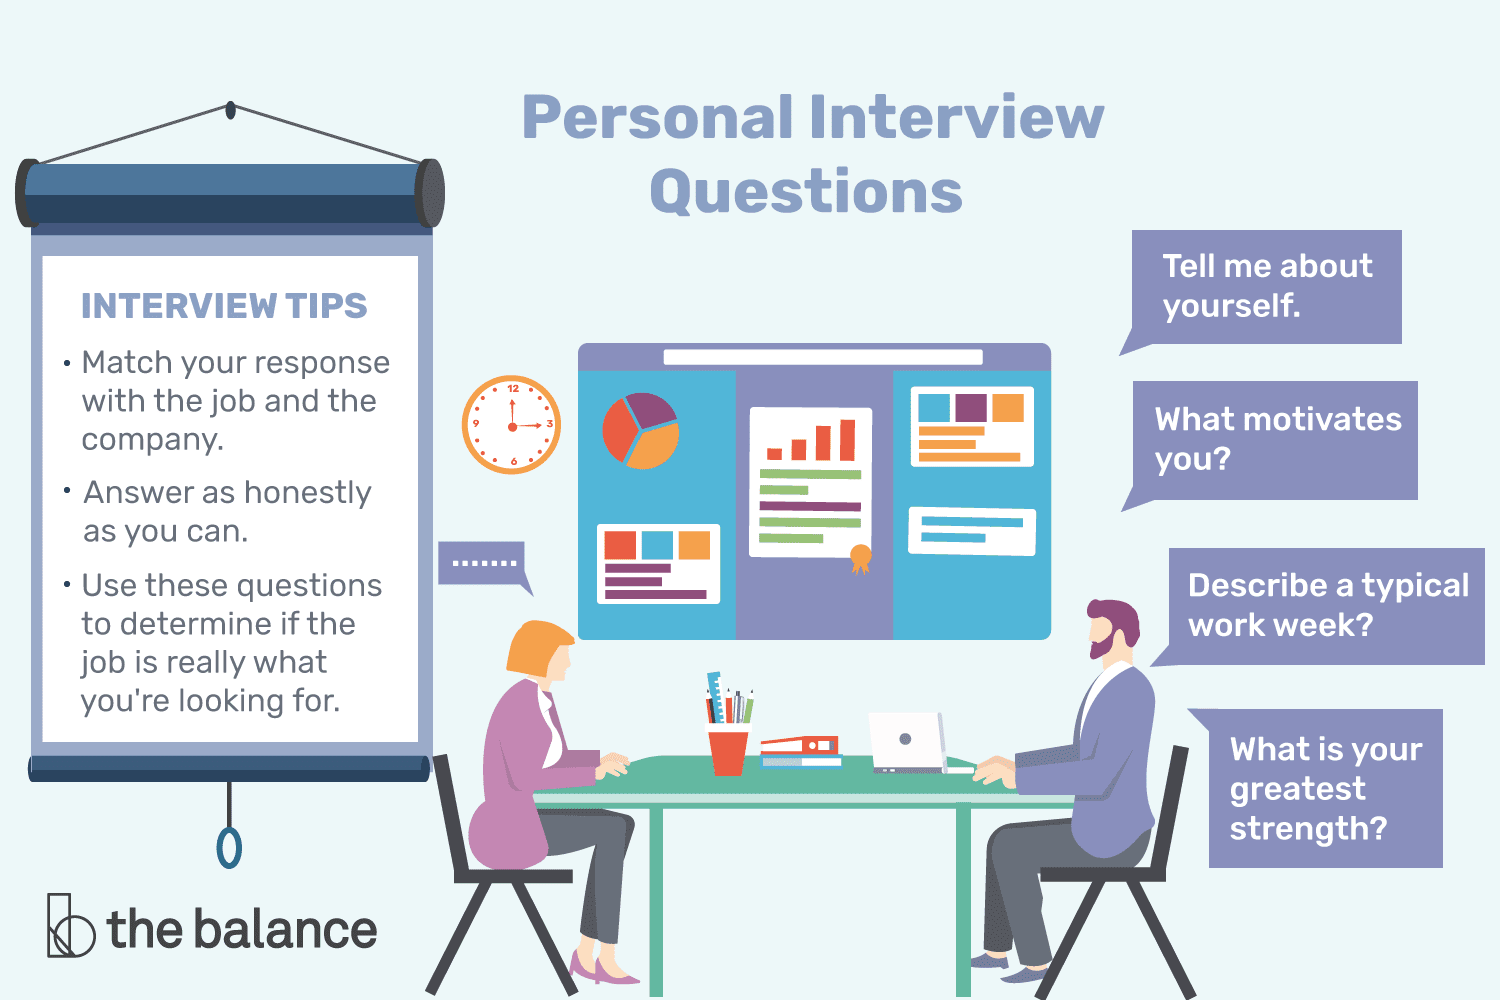 Personal Interview
Questions
INTERVIEW TIPS
• Match your response
with the job and the
company.
• Answer as honestly
as you can.
• Use these questions
to determine if the
job is really what
you're looking for.
12
9
3
6
.......
Tell me about
yourself.
What motivates
you?
Describe a typical
work week?
What is your
greatest
strength?
the balance